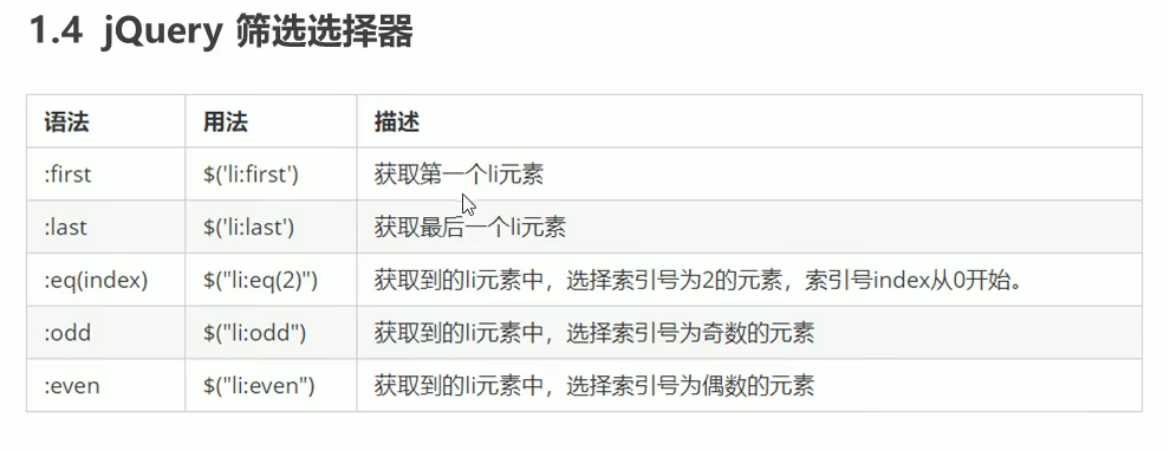 1.4 jQuery 筛选选择器
语法 用法 描述
:first $('li:first') 获取第一个li元素
:last $('li:last') 获取最后一个li元素
:eq(index) $("li:eq(2)") 获取到的li元素中，选择索引号为2的元素，索引号index从0开始。
:odd $("li:odd") 获取到的li元素中，选择索引号为奇数的元素
:even $("li:even") 获取到的li元素中，选择索引号为偶数的元素